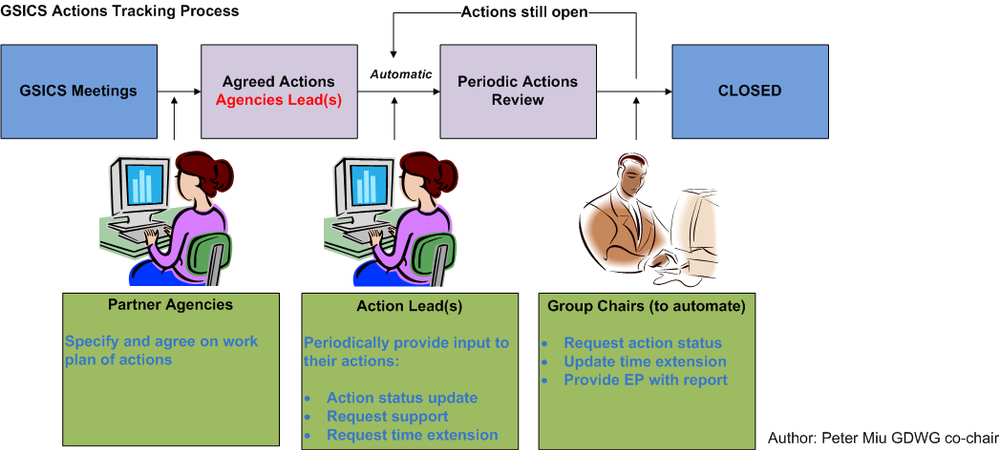 GSICS Actions Tracking Process
Actions still open
GSICS Meetings
Agreed Actions
Agencies Lead(s)
Automatic
Periodic Actions
Review
CLOSED
Partner Agencies
Specify and agree on work
plan of actions
Action Lead(s)
Periodically provide input to
their actions:
• Action status update
• Request support
• Request time extension
Group Chairs (to automate)
• Request action status
• Update time extension
• Provide EP with report
Author: Peter Miu GDWG co-chair